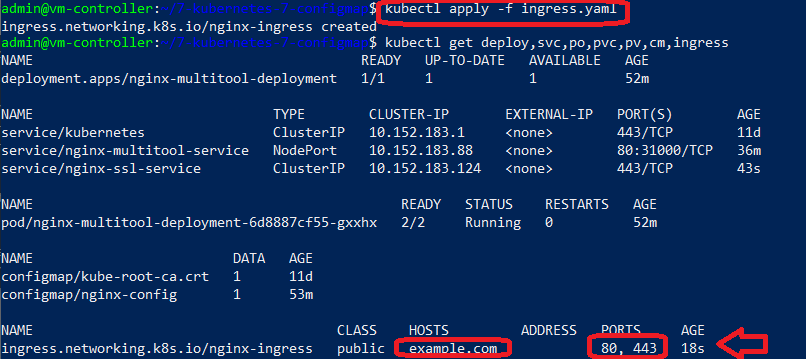 admin@vm-controller:~// kubernetes / configmap$ kubectl apply -f ingress.yaml
ingress.networking.k8s.io/nginx-ingress created
admin@vm-controller:~// kubernetes / configmap$ kubectl get deploy,svc,po,pvc,pv,cm,ingress
NAME READY UP-TO-DATE AVAILABLE AGE
deployment.apps/nginx-multitool-deployment 1/1 1 1 52m
NAME TYPE CLUSTER-IP EXTERNAL-IP PORT(S) AGE
service/kubernetes ClusterIP 10.152.183.1 <none> 443/TCP 11d
service/nginx-multitool-service NodePort 10.152.183.88 <none> 80:31000/TCP 36m
service/nginx-ssl-service ClusterIP 10.152.183.124 <none> 443/TCP 43s
NAME READY STATUS RESTARTS AGE
pod/nginx-multitool-deployment-6d8887cf55-gxxhx 2/2 Running 0 52m
NAME DATA AGE
configmap/kube-root-ca.crt 1 11d
configmap/nginx-config 1 53m
NAME CLASS HOSTS ADDRESS PORTS AGE
ingress.networking.k8s.io/nginx-ingress public example.com 80, 443 18s